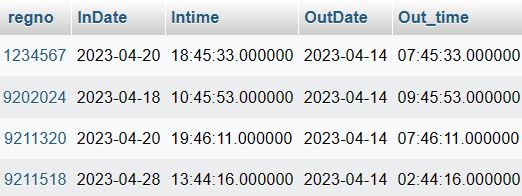 regno InDate Intime OutDate Out_time
1234567 2023-04-20 18:45:33.000000 2023-04-14 07:45:33.000000
9202024 2023-04-18 10:45:53.000000 2023-04-14 09:45:53.000000
9211320 2023-04-20 19:46:11.000000 2023-04-14 07:46:11.000000
9211518 2023-04-28 13:44:16.000000 2023-04-14 02:44:16.000000